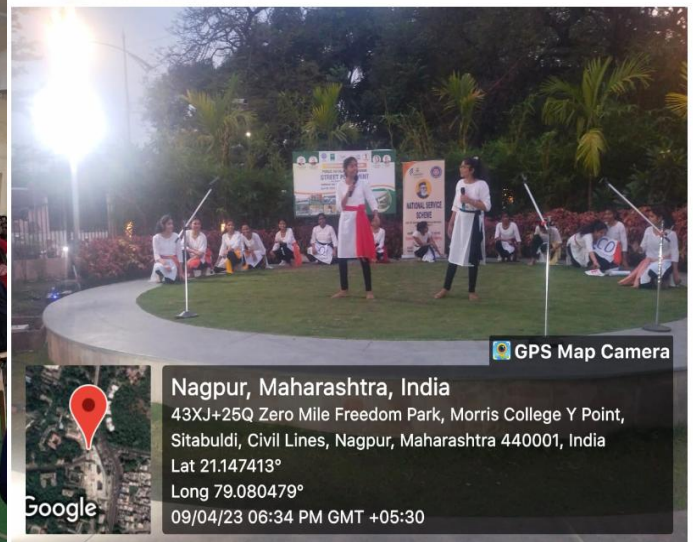 STREET
NATIONAL SERVICE
SCHEME
CO
GPS Map Camera
Nagpur, Maharashtra, India
43XJ+25Q Zero Mile Freedom Park, Morris College Y Point,
Sitabuldi, Civil Lines, Nagpur, Maharashtra 440001, India
Lat 21.147413°
Long 79.080479°
09/04/23 06:34 PM GMT +05:30
Google